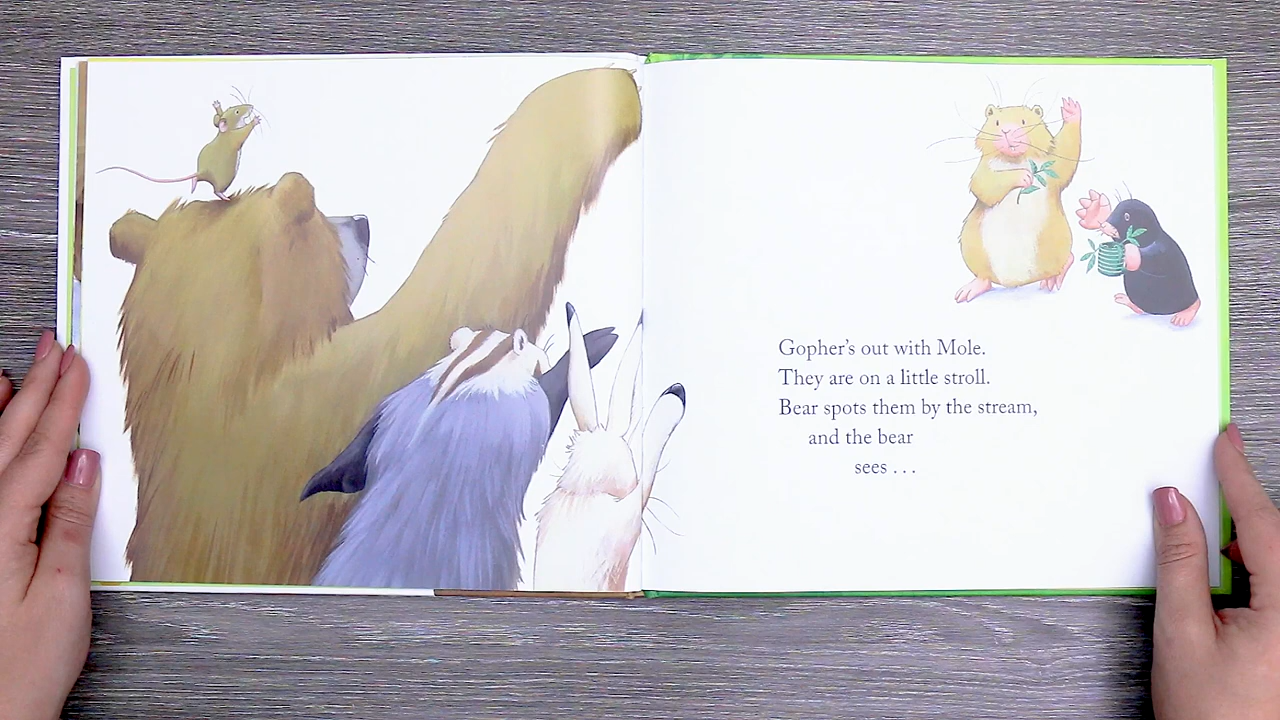 Gopher’s out with Mole.
They are on a little stroll.
Bear spots them by the stream,
and the bear
sees . . .